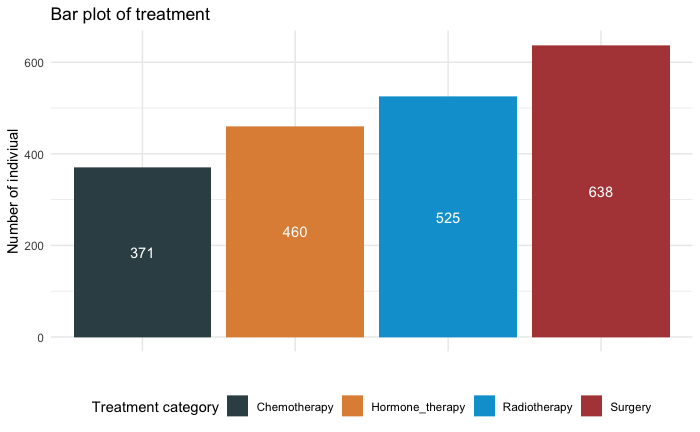 Bar plot of treatment
Number of indiviual
600
400
200
0
371
460
525
638
Treatment category
Chemotherapy
Hormone_therapy
Radiotherapy
Surgery